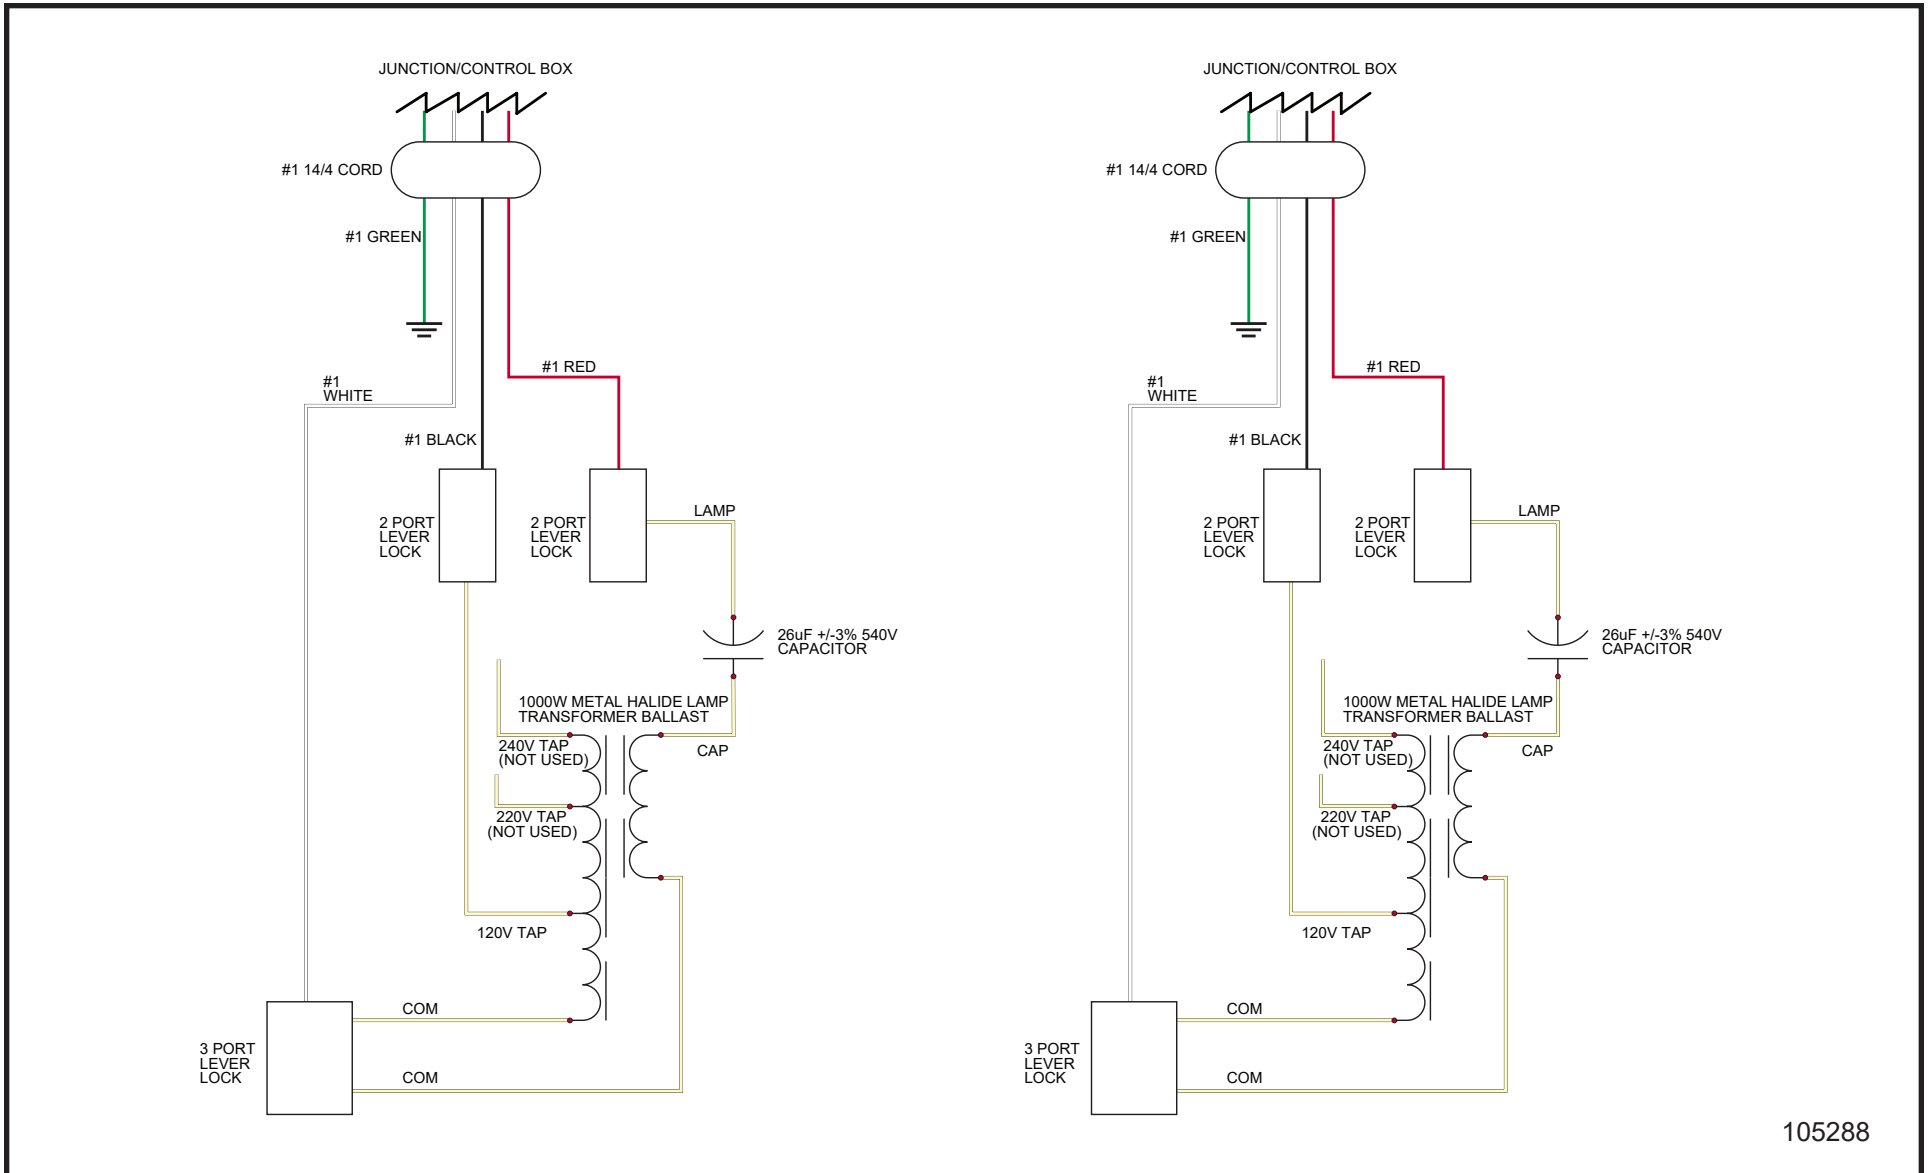 JUNCTION/CONTROL BOX
#1 14/4 CORD
#1 GREEN
#1 RED
#1
WHITE
#1 BLACK
2 PORT
LEVER
LOCK
2 PORT
LEVER
LOCK
LAMP
26uF +/-3% 540V
CAPACITOR
1000W METAL HALIDE LAMP
TRANSFORMER BALLAST
240V TAP
(NOT USED)
CAP
220V TAP
(NOT USED)
120V TAP
COM
3 PORT
LEVER
LOCK
COM
JUNCTION/CONTROL BOX
#1 14/4 CORD
#1 GREEN
#1 RED
#1
WHITE
#1 BLACK
2 PORT
LEVER
LOCK
2 PORT
LEVER
LOCK
LAMP
26uF +/-3% 540V
CAPACITOR
1000W METAL HALIDE LAMP
TRANSFORMER BALLAST
240V TAP
(NOT USED)
CAP
220V TAP
(NOT USED)
120V TAP
COM
3 PORT
LEVER
LOCK
COM
105288